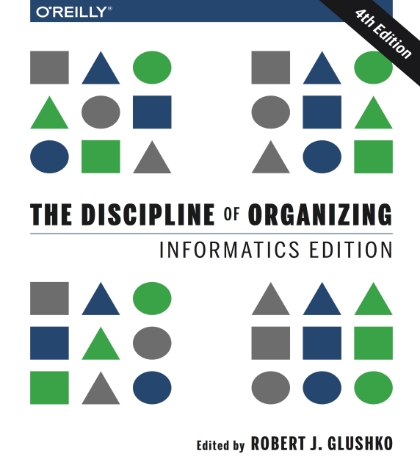 O'REILLY®
4th Edition
THE DISCIPLINE OF ORGANIZING
INFORMATICS EDITION
Edited by ROBERT J. GLUSHKO